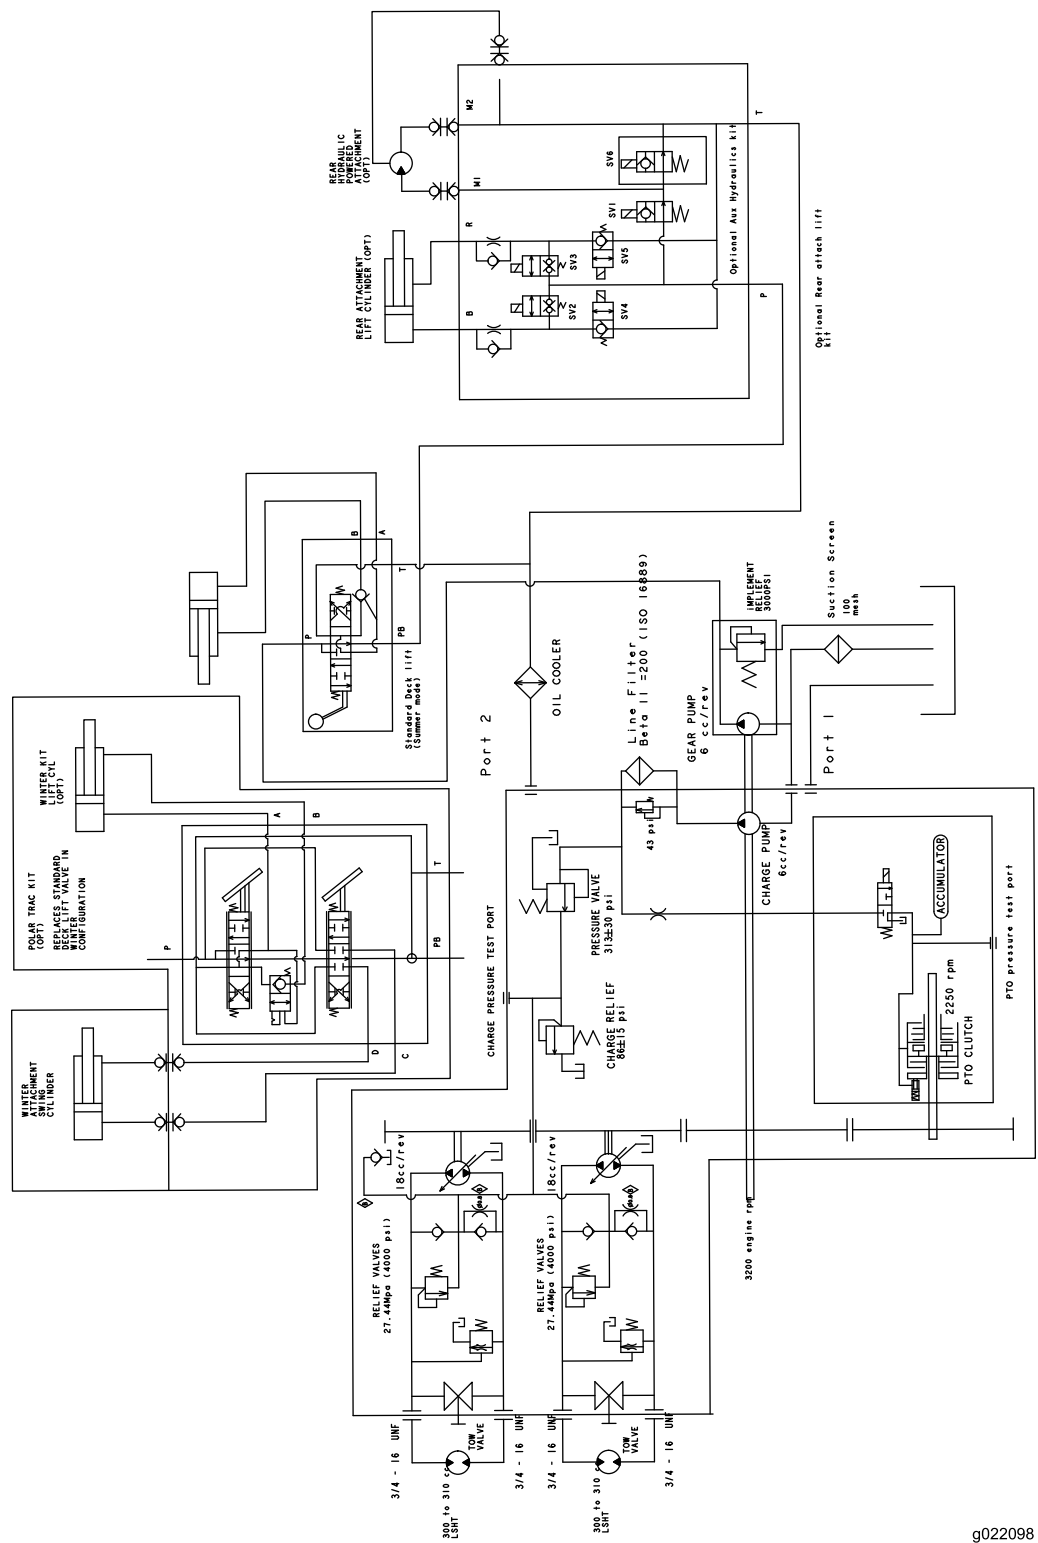 M2
T
REAR
HYDRAULIC
POWERED
ATTACHMENT
(OPT)
M1
SV6
SV1
Optional Aux Hydraulics kit
R
SV3
SV5
REAR ATTACHMENT
LIFT CYLINDER (OPT)
B
SV2
SV4
P
Optional Rear attach lift
kit
B
A
T
P
PB
Standard Deck lift
(Summer mode)
Port 2
OIL COOLER
Line Filter
Beta 11 =200 (ISO 16889)
GEAR PUMP
6 cc/rev
IMPLEMENT
RELIEF
3000PSI
Suction Screen
100
mesh
Port 1
WINTER KIT
LIFT CYL
(OPT)
A
B
T
P
PB
POLAR TRAC KIT
(OPT)
REPLACES STANDARD
DECK LIFT VALVE IN
WINTER
CONFIGURATION
D
C
WINTER
ATTACHMENT
SWING
CYLINDER
43 psi
CHARGE PUMP
6cc/rev
PRESSURE VALVE
313±30 psi
CHARGE PRESSURE TEST PORT
CHARGE RELIEF
86±15 psi
ACCUMULATOR
PTO pressure test port
2250 rpm
PTO CLUTCH
18cc/rev
18cc/rev
RELIEF VALVES
27.44Mpa (4000 psi)
RELIEF VALVES
27.44Mpa (4000 psi)
3200 engine rpm
3/4 - 16 UNF
TOW
VALVE
3/4 - 16 UNF
3/4 - 16 UNF
TOW
VALVE
3/4 - 16 UNF
300 to 310 cc
LSHT
300 to 310 c
LSHT
g022098